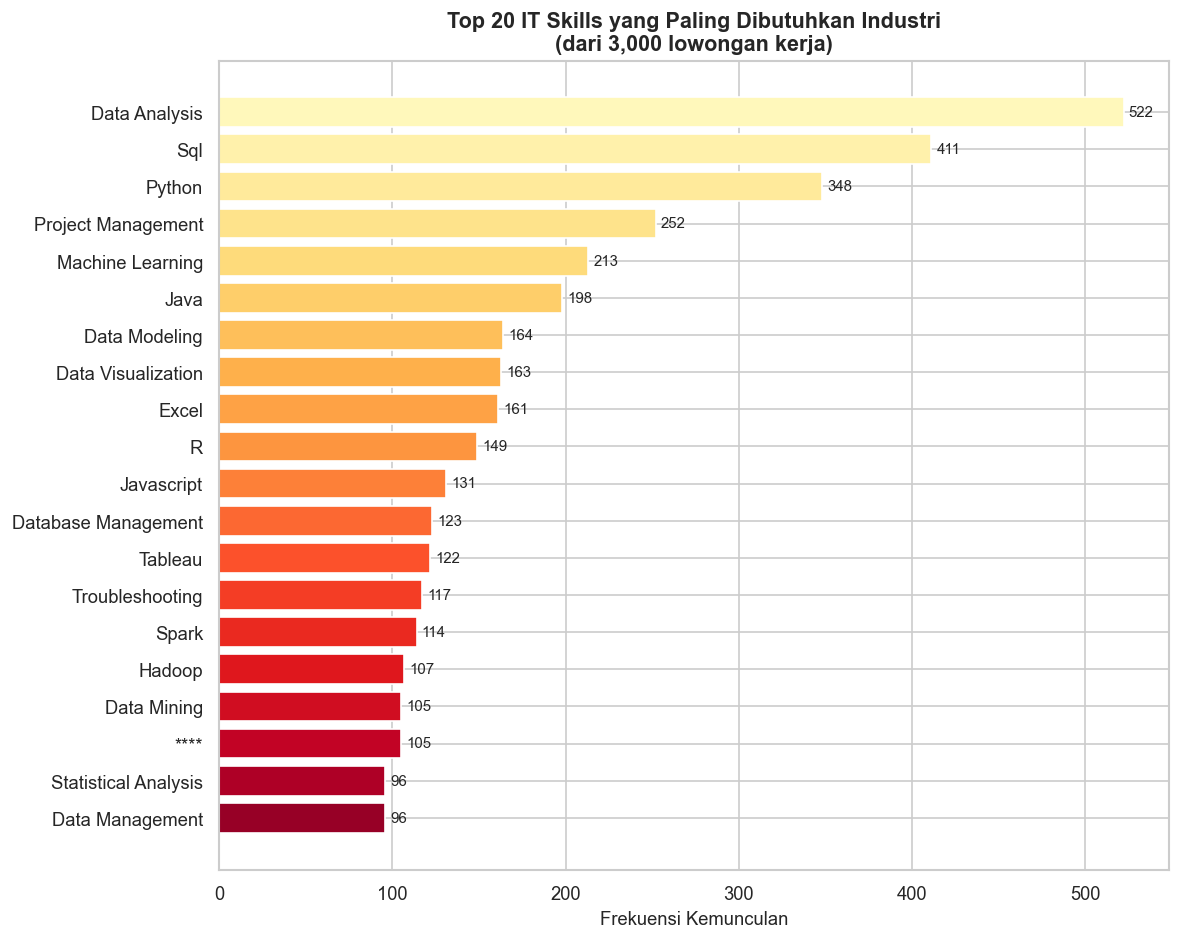 Top 20 IT Skills yang Paling Dibutuhkan Industri
(dari 3,000 lowongan kerja)
Data Analysis 522
Sql 411
Python 348
Project Management 252
Machine Learning 213
Java 198
Data Modeling 164
Data Visualization 163
Excel 161
R 149
Javascript 131
Database Management 123
Tableau 122
Troubleshooting 117
Spark 114
Hadoop 107
Data Mining 105
**** 105
Statistical Analysis 96
Data Management 96
0 100 200 300 400 500
Frekuensi Kemunculan